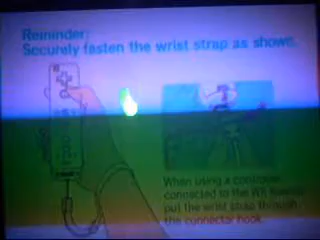 Reminder:
Securely fasten the wrist strap as shown.
When using a controller
connected to the Wii Remote,
put the wrist strap through
the connector hook.